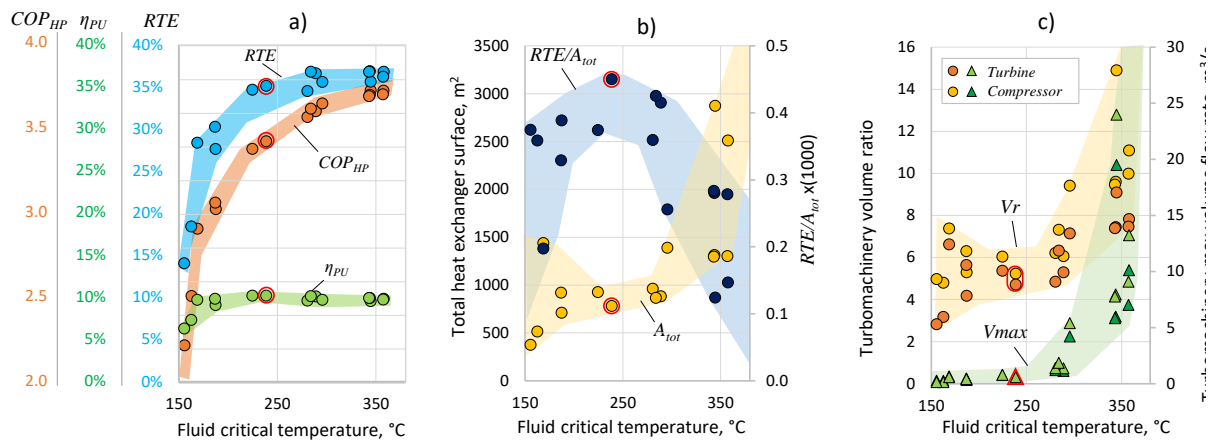 COP_HP η_PU RTE a)
4.0 40% 40%
35% 35%
3.5 30% 30%
25% 25%
3.0 20% 20%
15% 15%
2.5 10% 10%
5% 5%
2.0 0% 0%
RTE
COP_HP
η_PU
150 250 350
Fluid critical temperature, °C
b)
Total heat exchanger surface, m²
3500
3000
2500
2000
1500
1000
500
0
RTE/A_tot
A_tot
0.5
0.4
0.3
0.2
0.1
0.0
RTE/A_tot x(1000)
150 250 350
Fluid critical temperature, °C
c)
Turbomachinery volume ratio
16
14
12
10
8
6
4
2
0
Turbine
Compressor
Vr
Vmax
30
25
20
15
10
5
0
150 250 350
Fluid critical temperature, °C